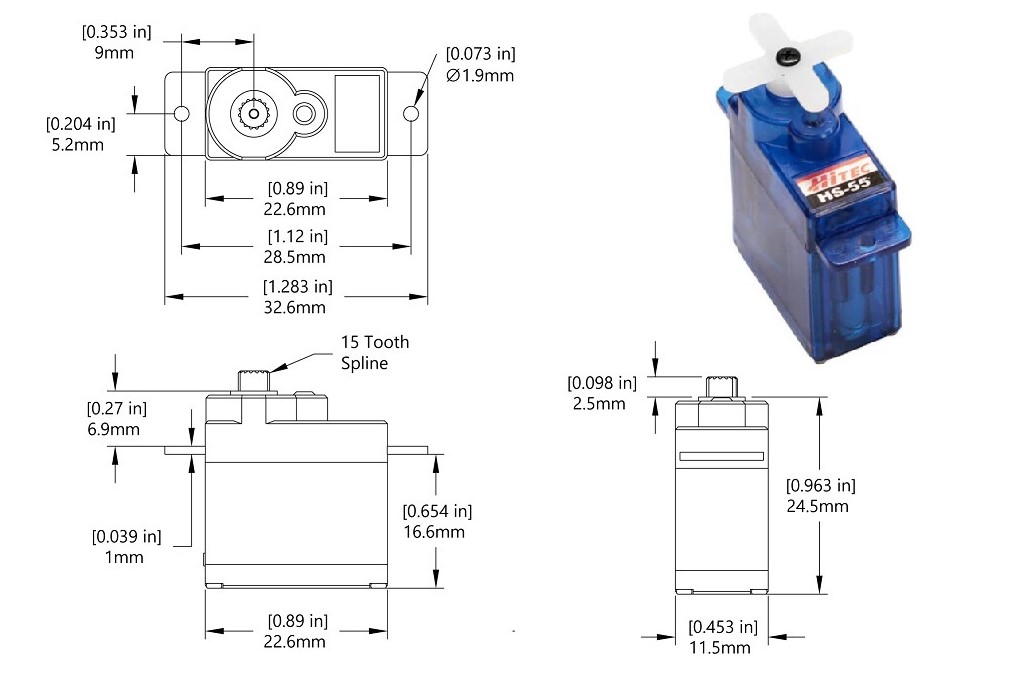 [0.353 in]
9mm
[0.073 in]
∅1.9mm
[0.204 in]
5.2mm
[0.89 in]
22.6mm
[1.12 in]
28.5mm
[1.283 in]
32.6mm
HiTEC
HS-55
15 Tooth
Spline
[0.27 in]
6.9mm
[0.039 in]
1mm
[0.654 in]
16.6mm
[0.89 in]
22.6mm
[0.098 in]
2.5mm
[0.963 in]
24.5mm
[0.453 in]
11.5mm